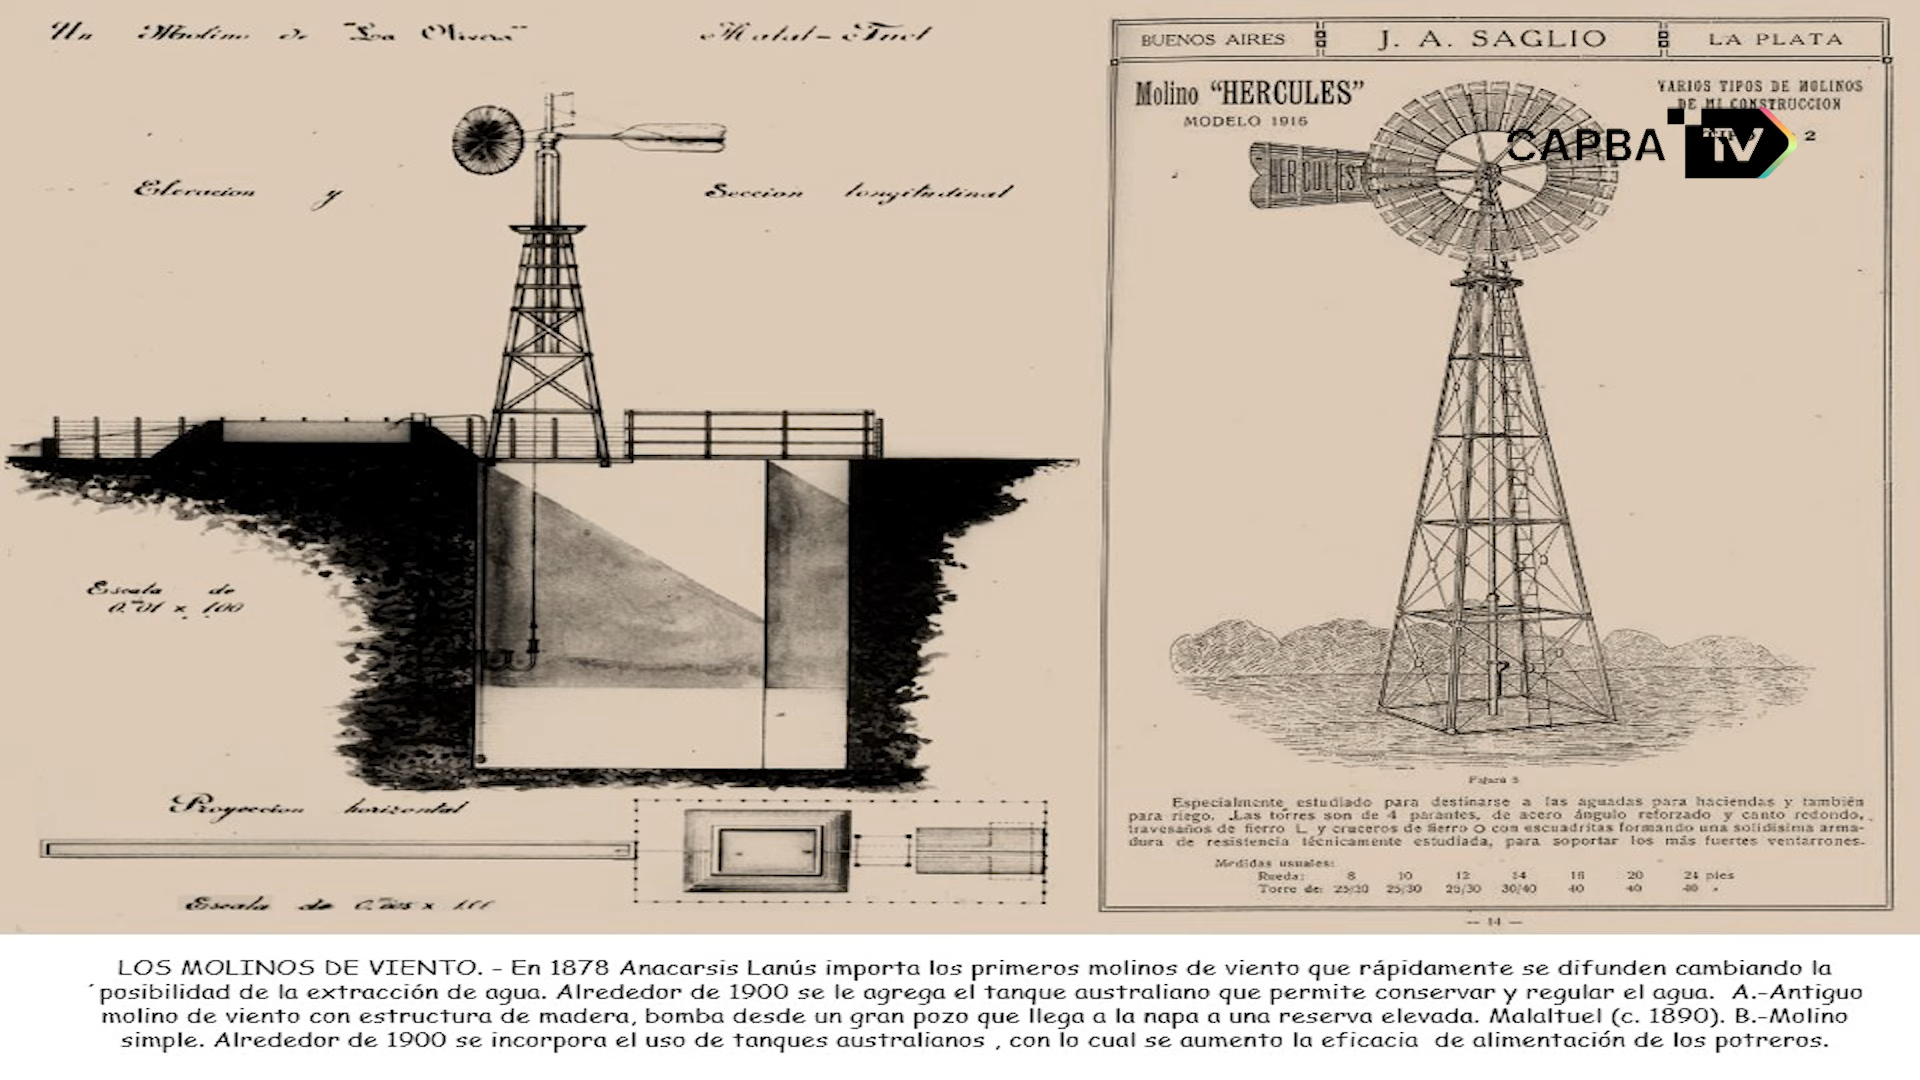 Un Molino de "La Olivera"
Malal-Tuel
Elevacion y
Seccion longitudinal
Escala de
0.m01 x 1,00
Proyeccion horizontal
Escala de
BUENOS AIRES
J. A. SAGLIO
LA PLATA
Molino "HERCULES"
MODELO 1916
VARIOS TIPOS DE MOLINOS
DE MI CONSTRUCCION
2
CAPBA TV
HERCULES
Figura 5
Especialmente estudiado para destinarse a las aguadas para haciendas y también
para riego. Las torres son de 4 parantes, de acero ángulo reforzado y canto redondo,
travesaños de fierro L y cruceros de fierro O con escuadritas formando una solidísima arma-
dura de resistencia técnicamente estudiada, para soportar los más fuertes ventarrones.
Medidas usuales:
Rueda: 8 10 12 14 16 20 24 pies
Torre de: 25/30 25/30 30/40 40 40 40 "
— 14 —
LOS MOLINOS DE VIENTO. - En 1878 Anacarsis Lanús importa los primeros molinos de viento que rápidamente se difunden cambiando la
´posibilidad de la extracción de agua. Alrededor de 1900 se le agrega el tanque australiano que permite conservar y regular el agua. A.-Antiguo
molino de viento con estructura de madera, bomba desde un gran pozo que llega a la napa a una reserva elevada. Malaltuel (c. 1890). B.-Molino
simple. Alrededor de 1900 se incorpora el uso de tanques australianos , con lo cual se aumento la eficacia de alimentación de los potreros.